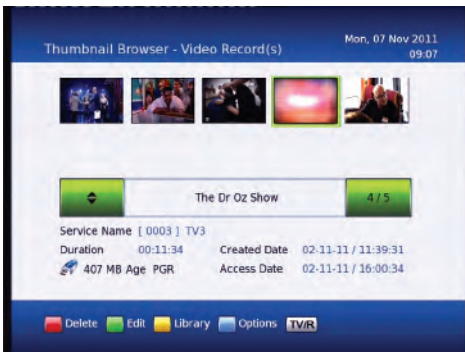 Thumbnail Browser - Video Record(s)
Mon, 07 Nov 2011
09:07
The Dr Oz Show
4 / 5
Service Name [ 0003 ] TV3
Duration 00:11:34 Created Date 02-11-11 / 11:39:31
407 MB Age PGR Access Date 02-11-11 / 16:00:34
Delete Edit Library Options TV/R